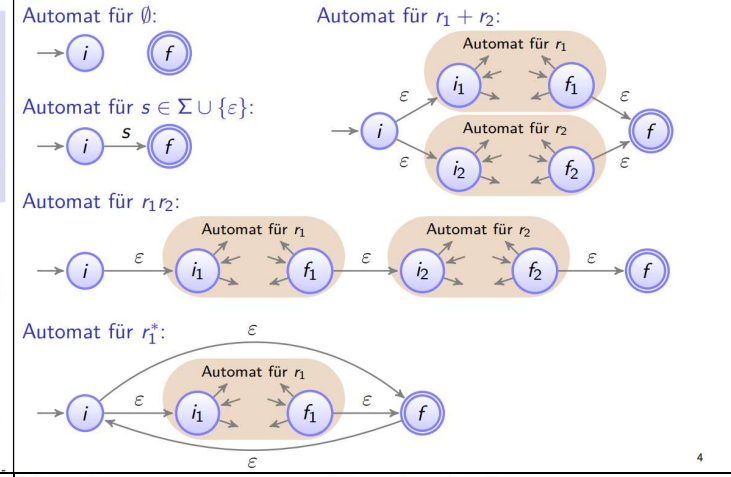 Automat für ∅:
i f
Automat für s ∈ Σ ∪ {ε}:
i s f
Automat für r₁ + r₂:
Automat für r₁
ε i₁ f₁ ε
i f
Automat für r₂
ε i₂ f₂ ε
Automat für r₁r₂:
Automat für r₁ Automat für r₂
i ε i₁ f₁ ε i₂ f₂ ε f
Automat für r₁*:
ε
Automat für r₁
i ε i₁ f₁ ε f
ε
4